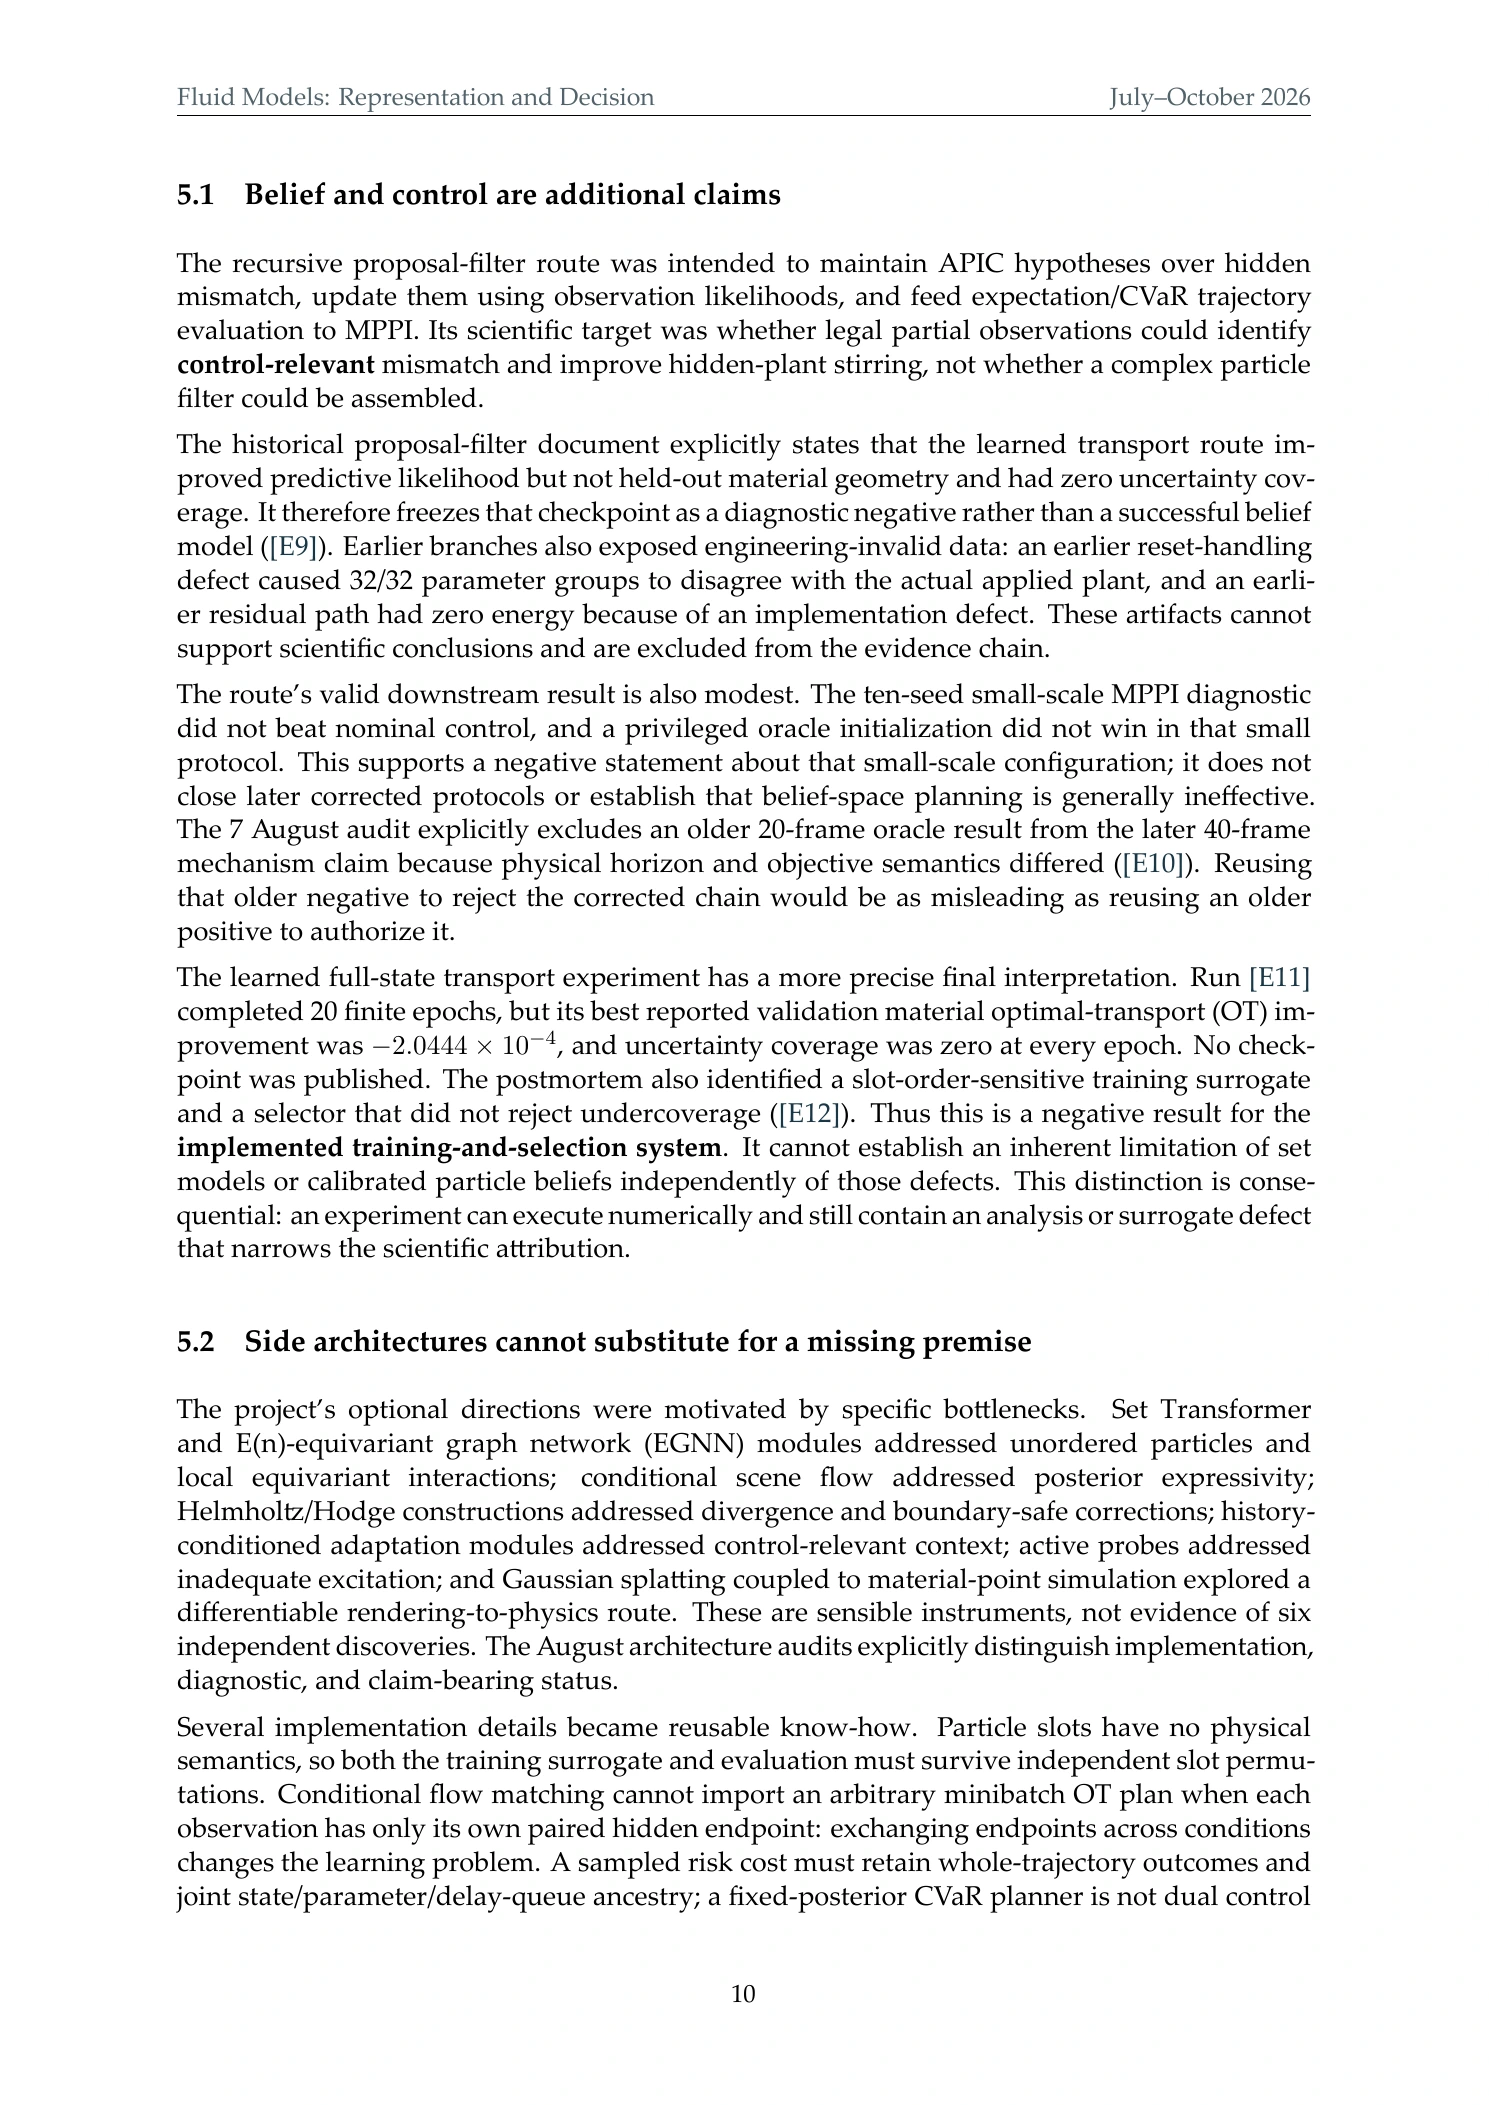 Fluid Models: Representation and Decision July–October 2026
5.1 Belief and control are additional claims
The recursive proposal-filter route was intended to maintain APIC hypotheses over hidden
mismatch, update them using observation likelihoods, and feed expectation/CVaR trajectory
evaluation to MPPI. Its scientific target was whether legal partial observations could identify
control-relevant mismatch and improve hidden-plant stirring, not whether a complex particle
filter could be assembled.
The historical proposal-filter document explicitly states that the learned transport route im-
proved predictive likelihood but not held-out material geometry and had zero uncertainty cov-
erage. It therefore freezes that checkpoint as a diagnostic negative rather than a successful belief
model ([E9]). Earlier branches also exposed engineering-invalid data: an earlier reset-handling
defect caused 32/32 parameter groups to disagree with the actual applied plant, and an earli-
er residual path had zero energy because of an implementation defect. These artifacts cannot
support scientific conclusions and are excluded from the evidence chain.
The route's valid downstream result is also modest. The ten-seed small-scale MPPI diagnostic
did not beat nominal control, and a privileged oracle initialization did not win in that small
protocol. This supports a negative statement about that small-scale configuration; it does not
close later corrected protocols or establish that belief-space planning is generally ineffective.
The 7 August audit explicitly excludes an older 20-frame oracle result from the later 40-frame
mechanism claim because physical horizon and objective semantics differed ([E10]). Reusing
that older negative to reject the corrected chain would be as misleading as reusing an older
positive to authorize it.
The learned full-state transport experiment has a more precise final interpretation. Run [E11]
completed 20 finite epochs, but its best reported validation material optimal-transport (OT) im-
provement was −2.0444 × 10⁻⁴, and uncertainty coverage was zero at every epoch. No check-
point was published. The postmortem also identified a slot-order-sensitive training surrogate
and a selector that did not reject undercoverage ([E12]). Thus this is a negative result for the
implemented training-and-selection system. It cannot establish an inherent limitation of set
models or calibrated particle beliefs independently of those defects. This distinction is conse-
quential: an experiment can execute numerically and still contain an analysis or surrogate defect
that narrows the scientific attribution.
5.2 Side architectures cannot substitute for a missing premise
The project's optional directions were motivated by specific bottlenecks. Set Transformer
and E(n)-equivariant graph network (EGNN) modules addressed unordered particles and
local equivariant interactions; conditional scene flow addressed posterior expressivity;
Helmholtz/Hodge constructions addressed divergence and boundary-safe corrections; history-
conditioned adaptation modules addressed control-relevant context; active probes addressed
inadequate excitation; and Gaussian splatting coupled to material-point simulation explored a
differentiable rendering-to-physics route. These are sensible instruments, not evidence of six
independent discoveries. The August architecture audits explicitly distinguish implementation,
diagnostic, and claim-bearing status.
Several implementation details became reusable know-how. Particle slots have no physical
semantics, so both the training surrogate and evaluation must survive independent slot permu-
tations. Conditional flow matching cannot import an arbitrary minibatch OT plan when each
observation has only its own paired hidden endpoint: exchanging endpoints across conditions
changes the learning problem. A sampled risk cost must retain whole-trajectory outcomes and
joint state/parameter/delay-queue ancestry; a fixed-posterior CVaR planner is not dual control
10